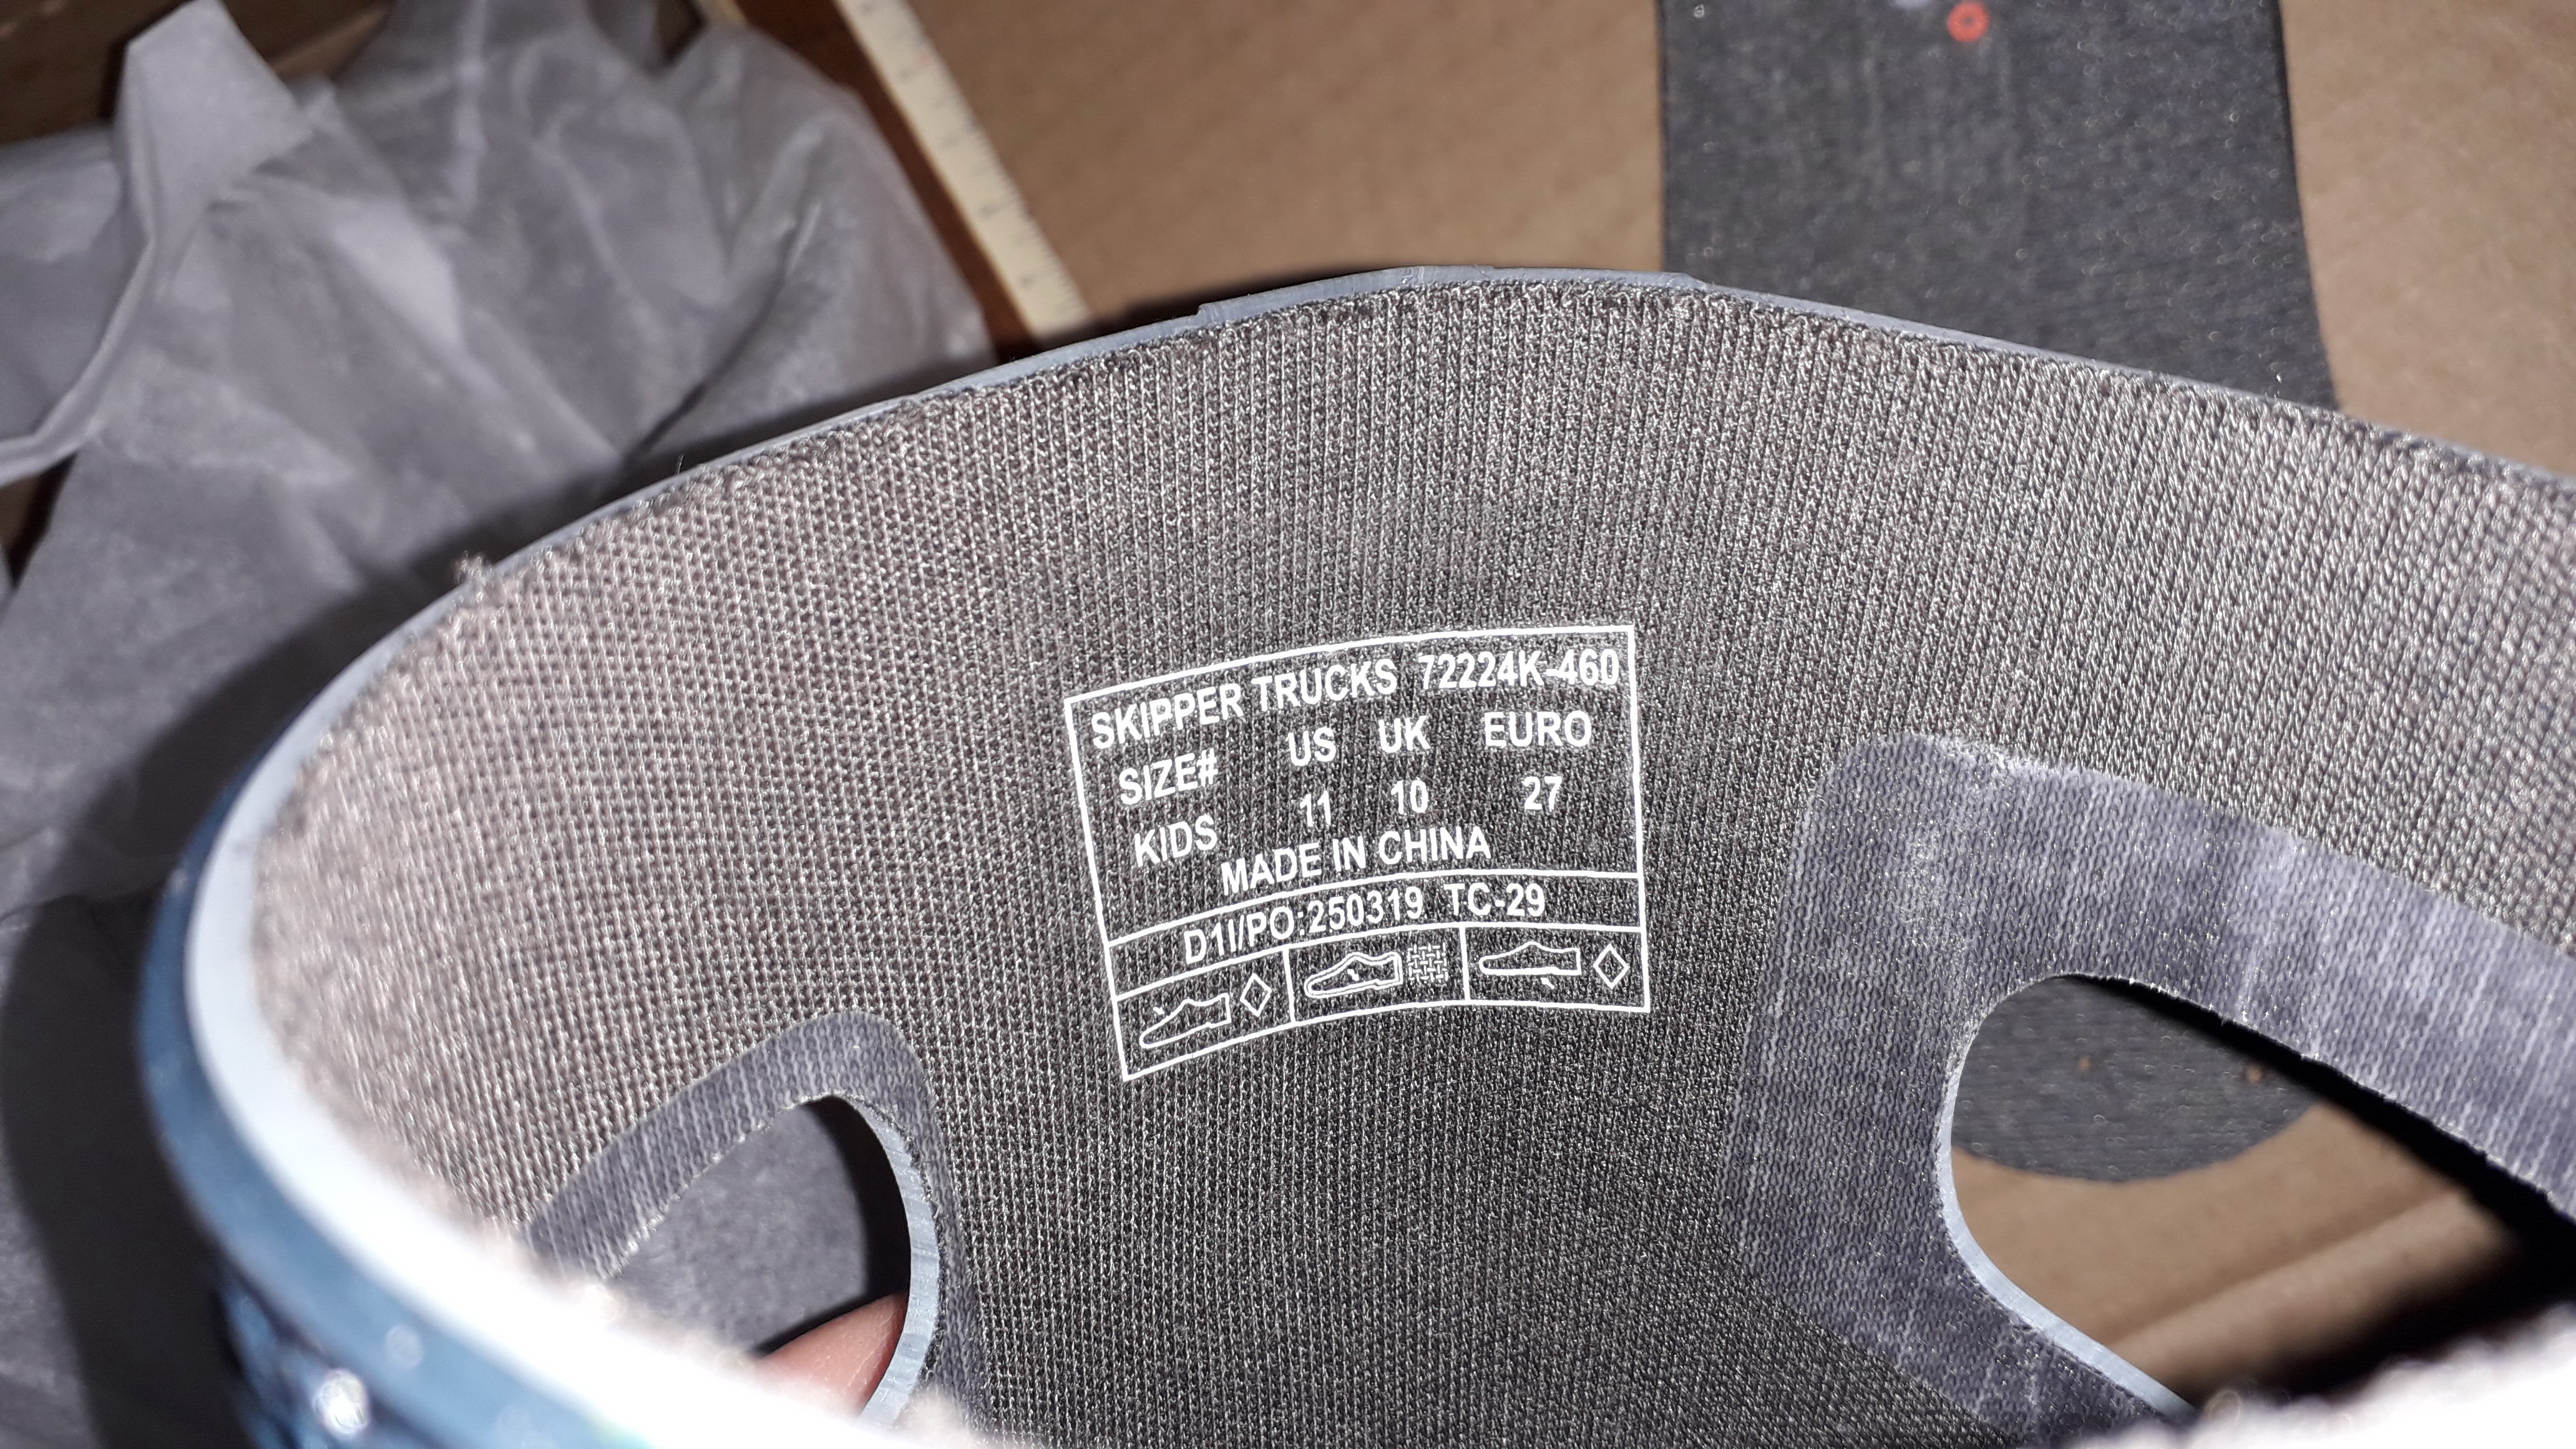 SKIPPER TRUCKS 72224K-460
SIZE# US UK EURO
KIDS 11 10 27
MADE IN CHINA
D1I/PO:250319 TC-29